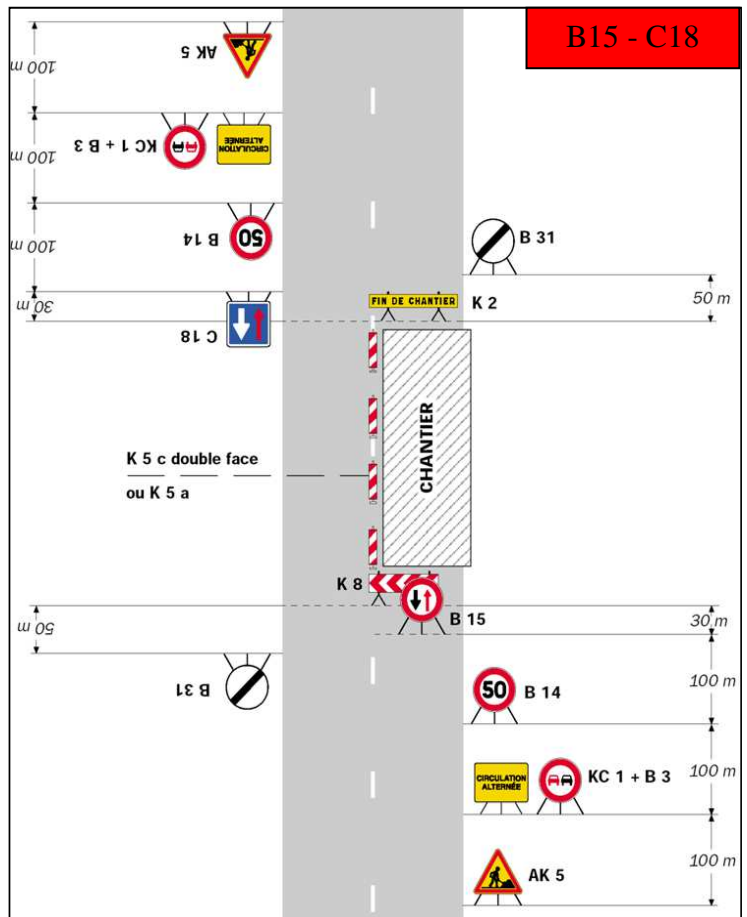 B15 - C18
100 m
AK 5
100 m
KC 1 + B 3
CIRCULATION
ALTERNÉE
100 m
B 14
50
B 31
30 m
C 18
FIN DE CHANTIER
K 2
50 m
CHANTIER
K 5 c double face
ou K 5 a
K 8
B 15
30 m
50 m
B 31
50
B 14
100 m
CIRCULATION
ALTERNÉE
KC 1 + B 3
100 m
AK 5
100 m